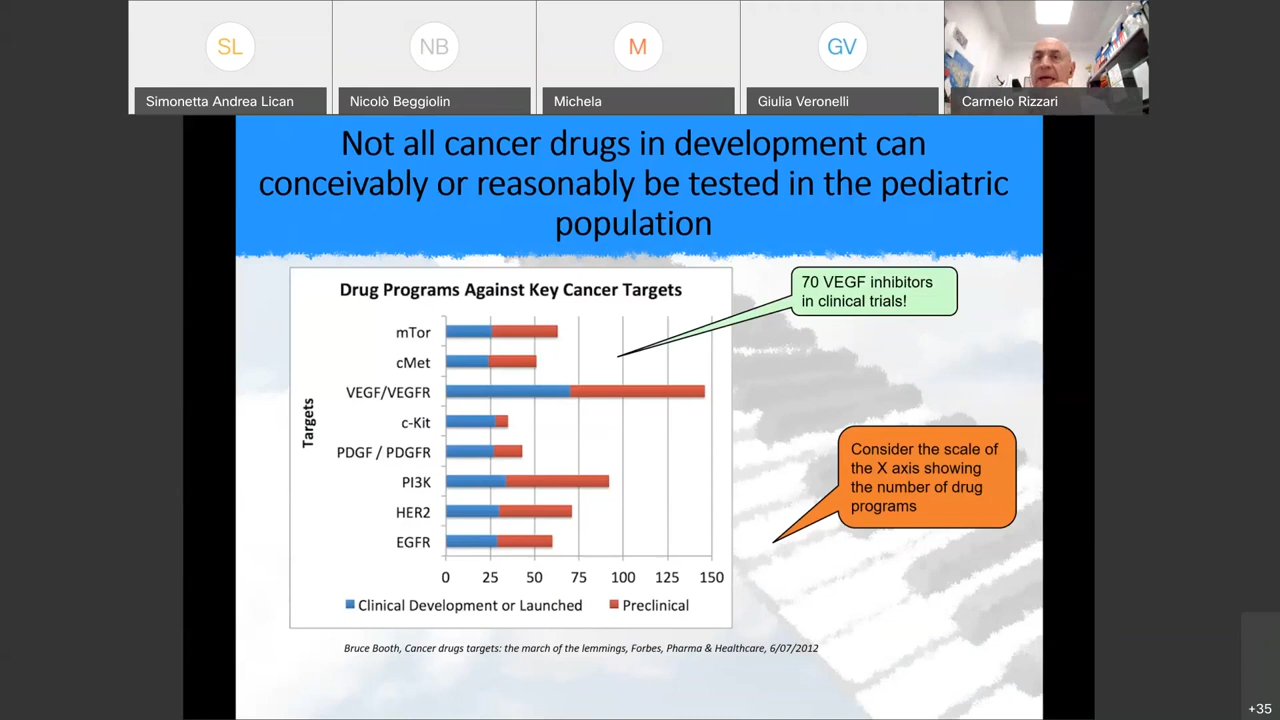 SL
NB
M
GV
Simonetta Andrea Lican
Nicolò Beggiolin
Michela
Giulia Veronelli
Carmelo Rizzari
Not all cancer drugs in development can
conceivably or reasonably be tested in the pediatric
population
Drug Programs Against Key Cancer Targets
70 VEGF inhibitors
in clinical trials!
Targets
mTor
cMet
VEGF/VEGFR
c-Kit
PDGF / PDGFR
PI3K
HER2
EGFR
0 25 50 75 100 125 150
Clinical Development or Launched Preclinical
Consider the scale of
the X axis showing
the number of drug
programs
Bruce Booth, Cancer drugs targets: the march of the lemmings, Forbes, Pharma & Healthcare, 6/07/2012
+35